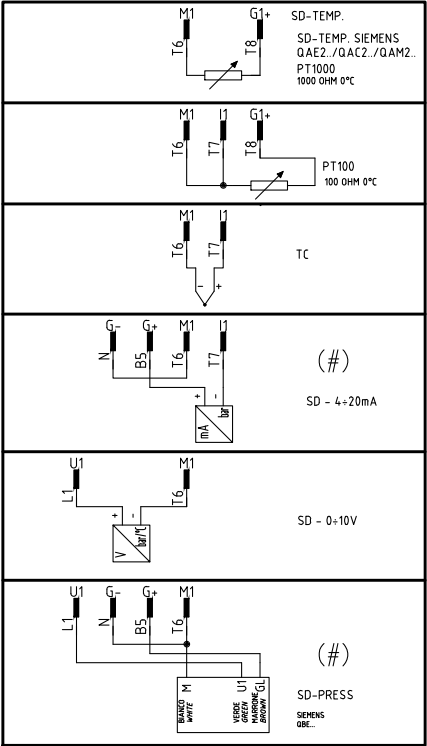 M1 G1+ SD-TEMP.
T6 T8
SD-TEMP. SIEMENS
QAE2../QAC2../QAM2..
PT1000
1000 OHM 0°C
M1 I1 G1+
T6 T7 T8
PT100
100 OHM 0°C
M1 I1
T6 T7
TC
- +
G- G+ M1 I1
N B5 T6 T7
(#)
+ -
mA bar
SD - 4÷20mA
U1 M1
L1 T6
+ -
V bar/°C
SD - 0÷10V
U1 G- G+ M1
L1 N B5 T6
(#)
M U1 GL
BIANCO
WHITE
VERDE
GREEN
MARRONE
BROWN
SD-PRESS
SIEMENS
QBE...